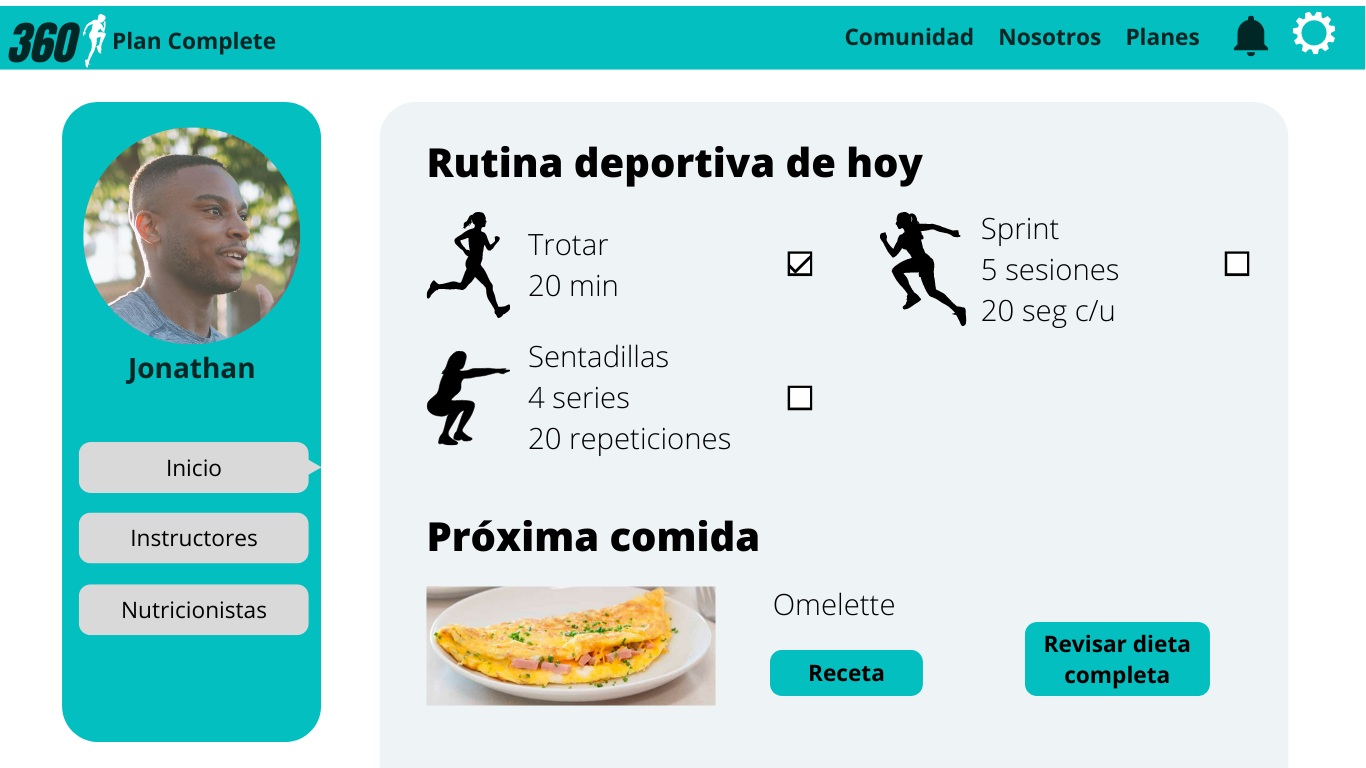 360
Plan Complete
Comunidad
Nosotros
Planes
Jonathan
Inicio
Instructores
Nutricionistas
Rutina deportiva de hoy
Trotar
20 min
Sprint
5 sesiones
20 seg c/u
Sentadillas
4 series
20 repeticiones
Próxima comida
Omelette
Receta
Revisar dieta
completa